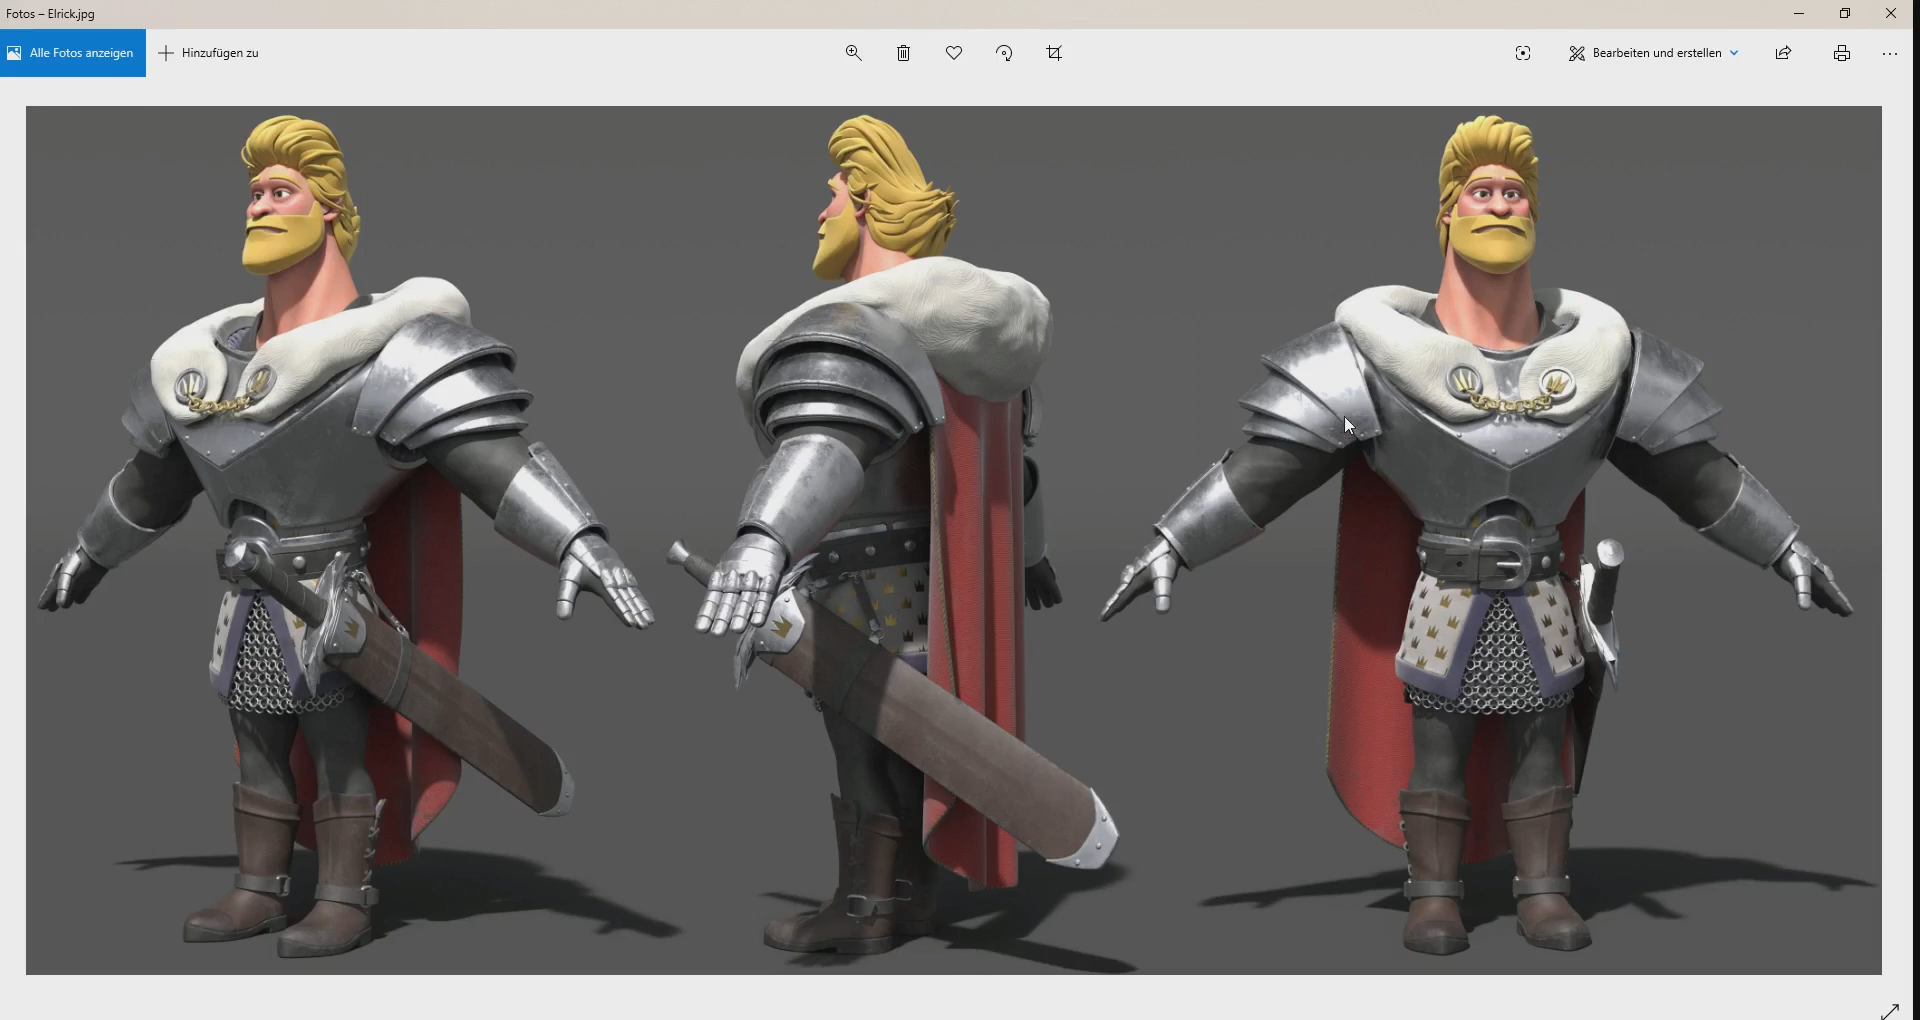 Fotos – Elrick.jpg
Alle Fotos anzeigen
Hinzufügen zu
Bearbeiten und erstellen